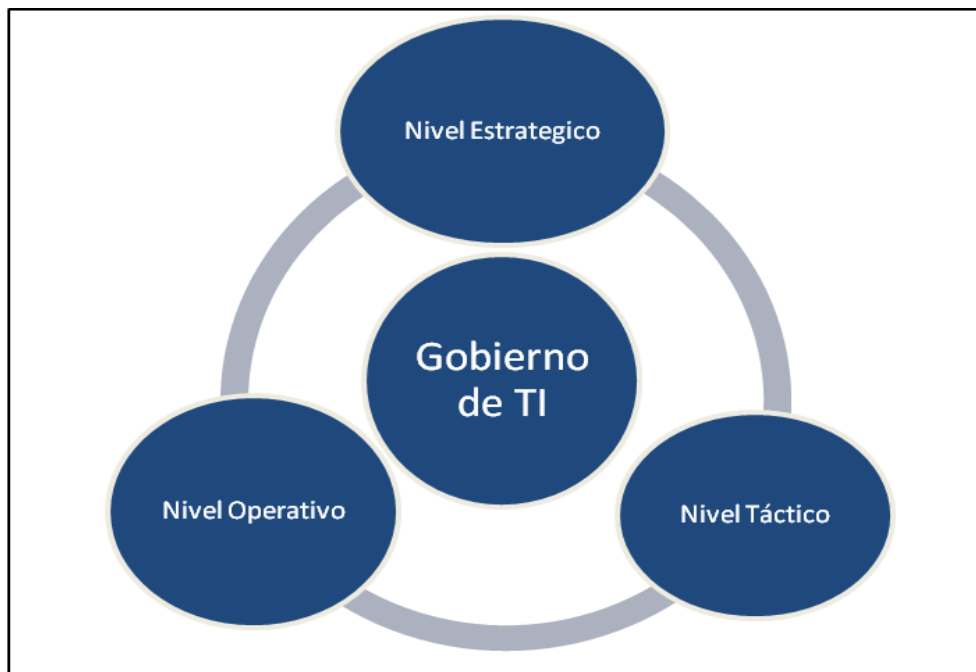 Nivel Estrategico
Gobierno
de TI
Nivel Operativo
Nivel Táctico